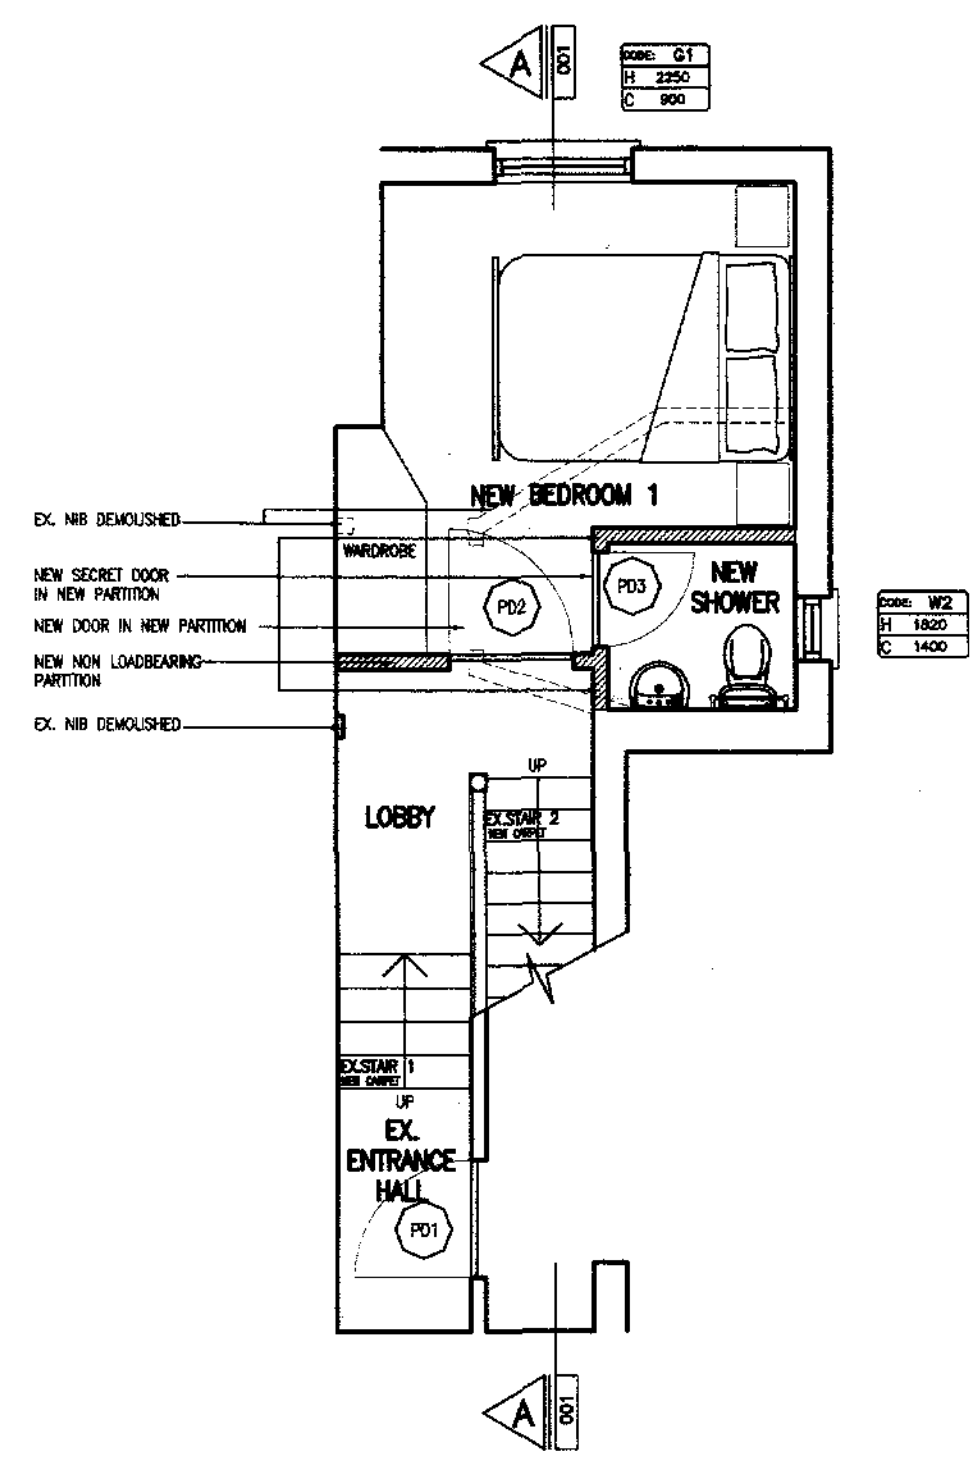 A
001
CODE: G1
H 2250
C 900
NEW BEDROOM 1
EX. NIB DEMOLISHED
WARDROBE
NEW SECRET DOOR
IN NEW PARTITION
PD2
PD3
NEW
SHOWER
CODE: W2
H 1820
C 1400
NEW DOOR IN NEW PARTITION
NEW NON LOADBEARING
PARTITION
EX. NIB DEMOLISHED
UP
LOBBY
EX.STAIR 2
NEW CARPET
EX.STAIR 1
NEW CARPET
UP
EX.
ENTRANCE
HALL
PD1
A
001